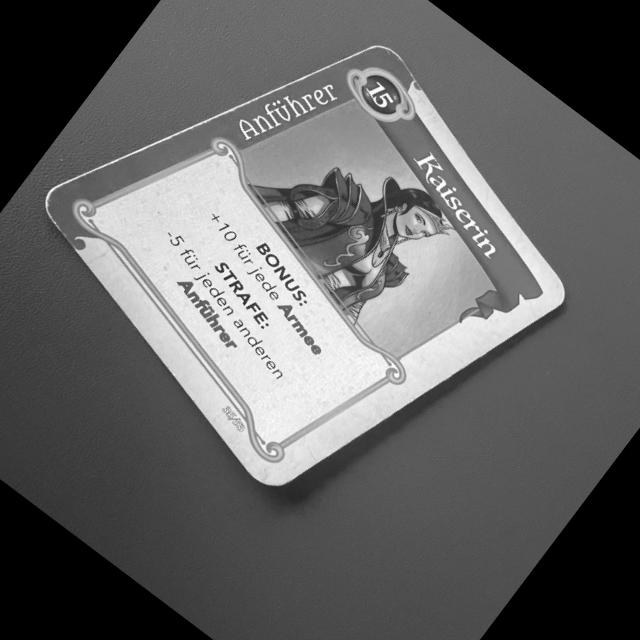 15
Kaiserin
Anführer
BONUS:
+10 für jede Armee
STRAFE:
-5 für jeden anderen
Anführer